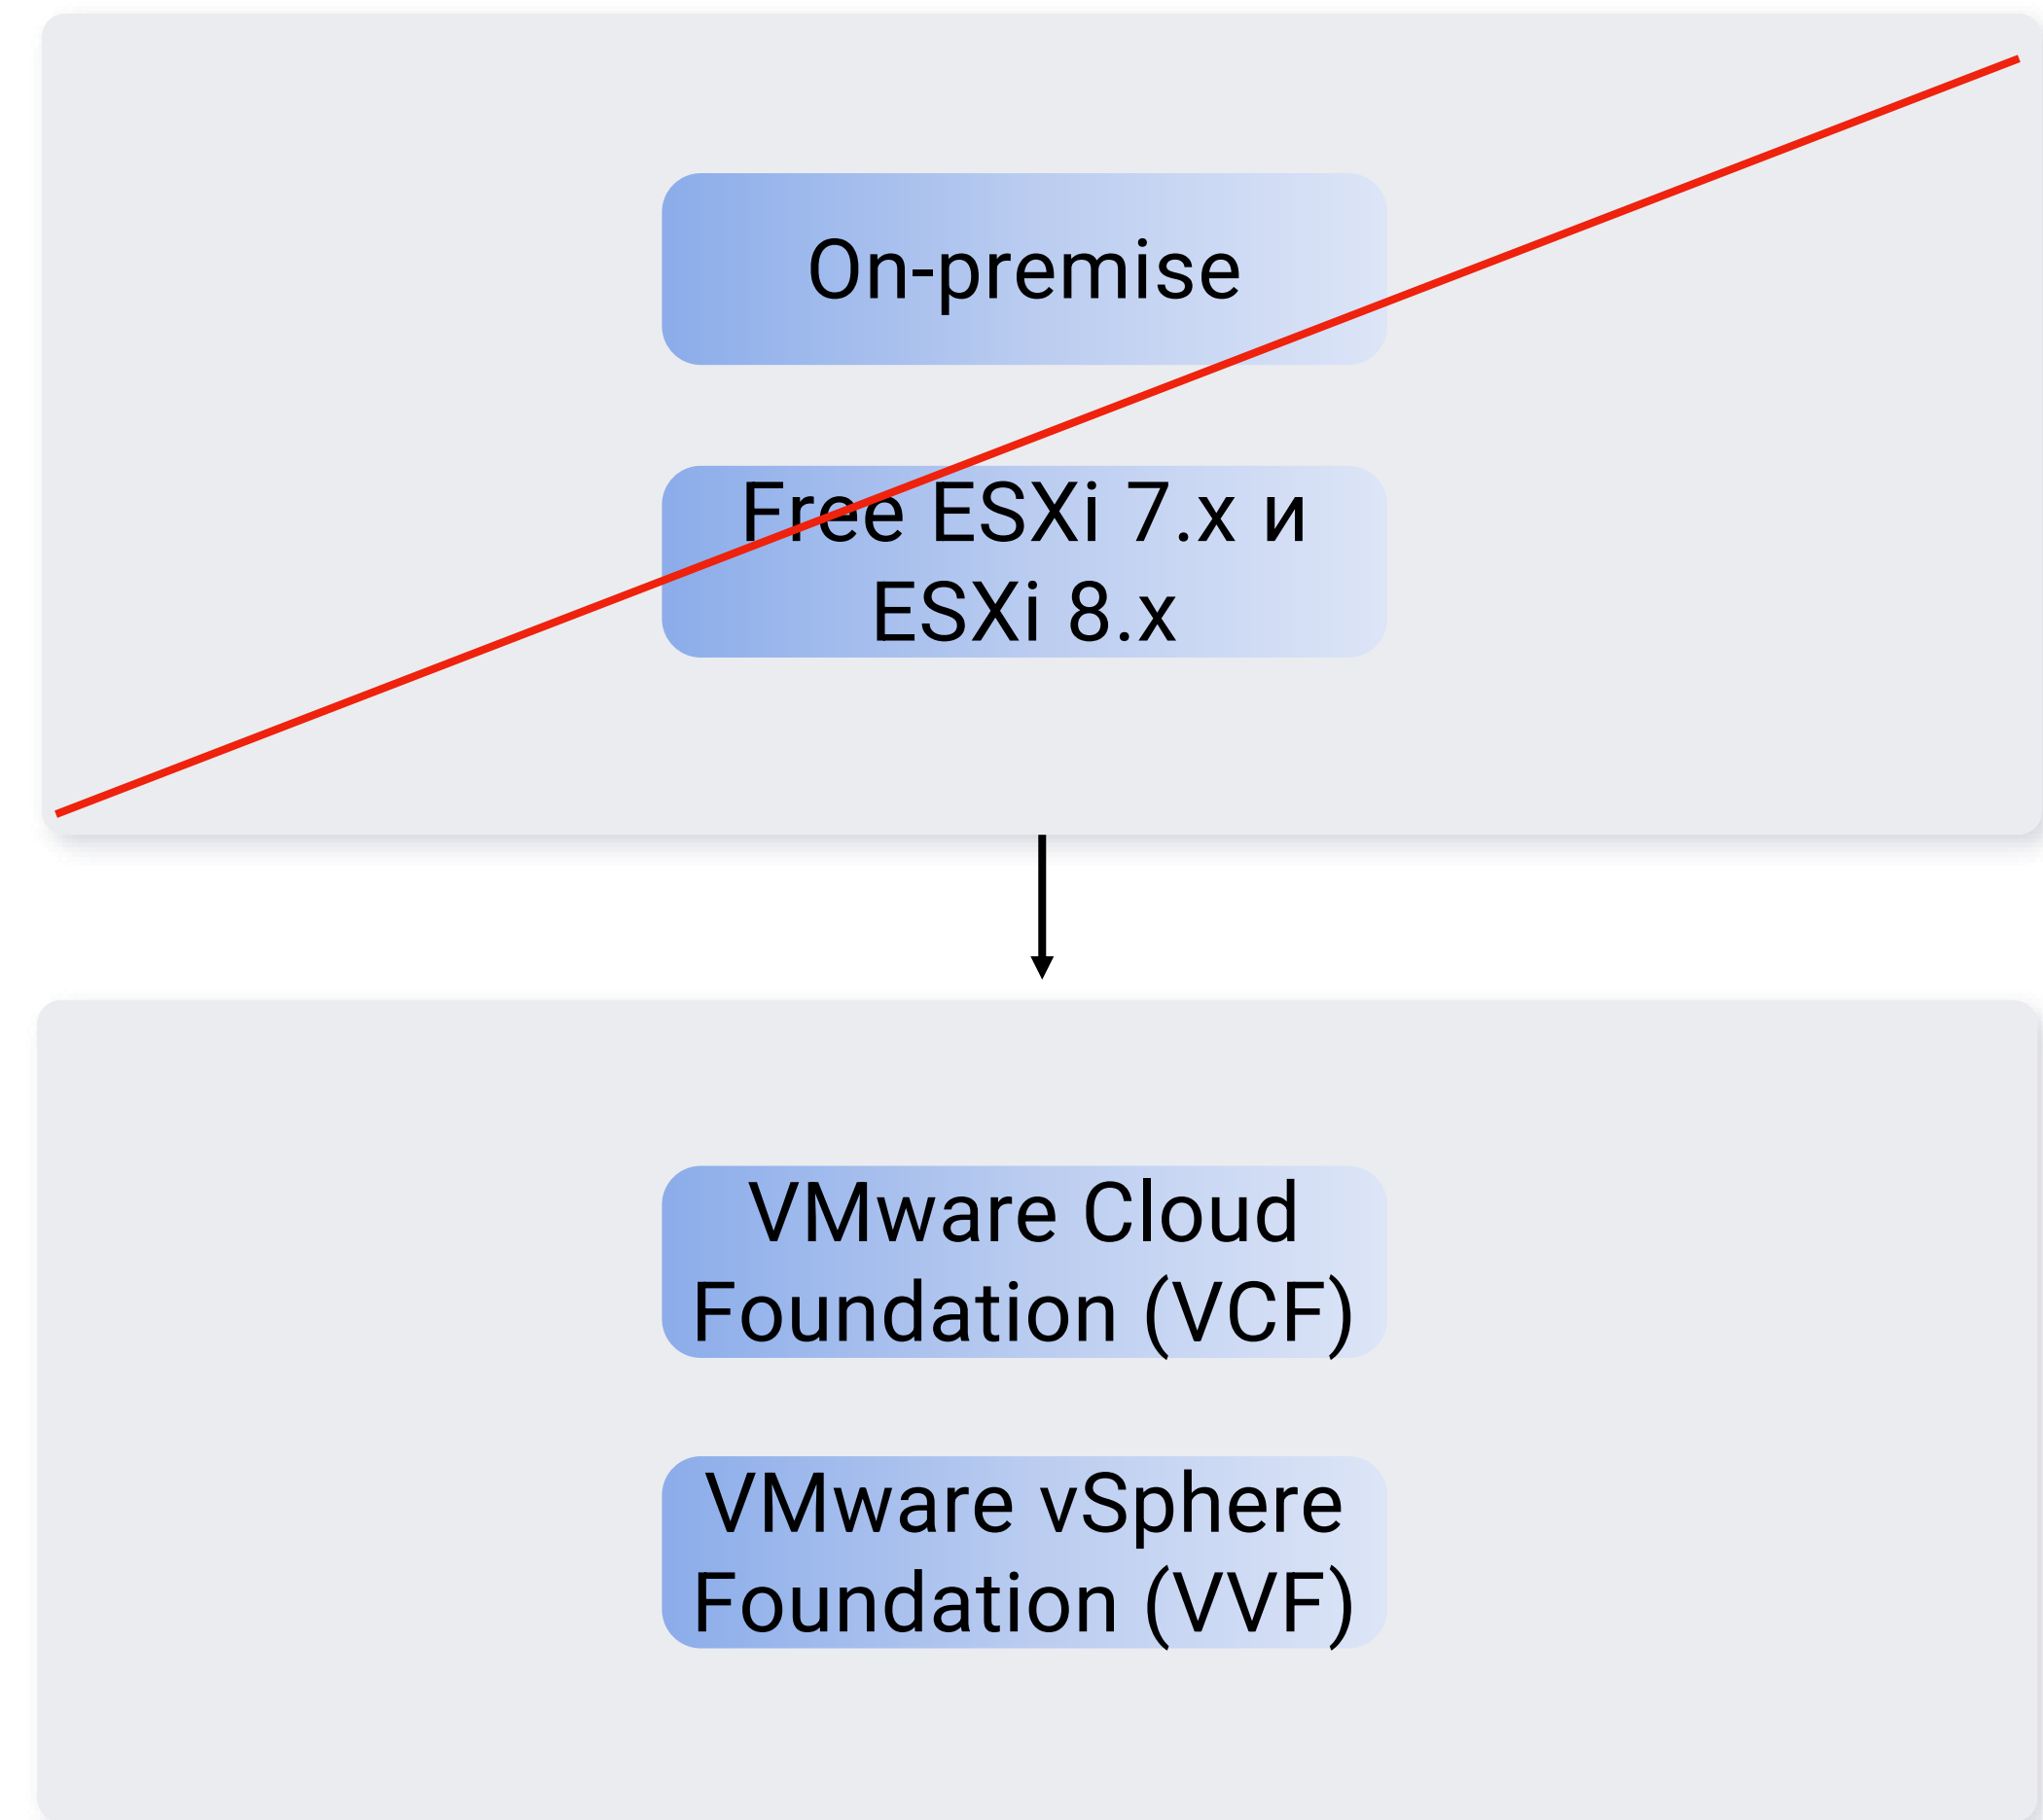 On-premise
Free ESXi 7.x и
ESXi 8.x
VMware Cloud
Foundation (VCF)
VMware vSphere
Foundation (VVF)